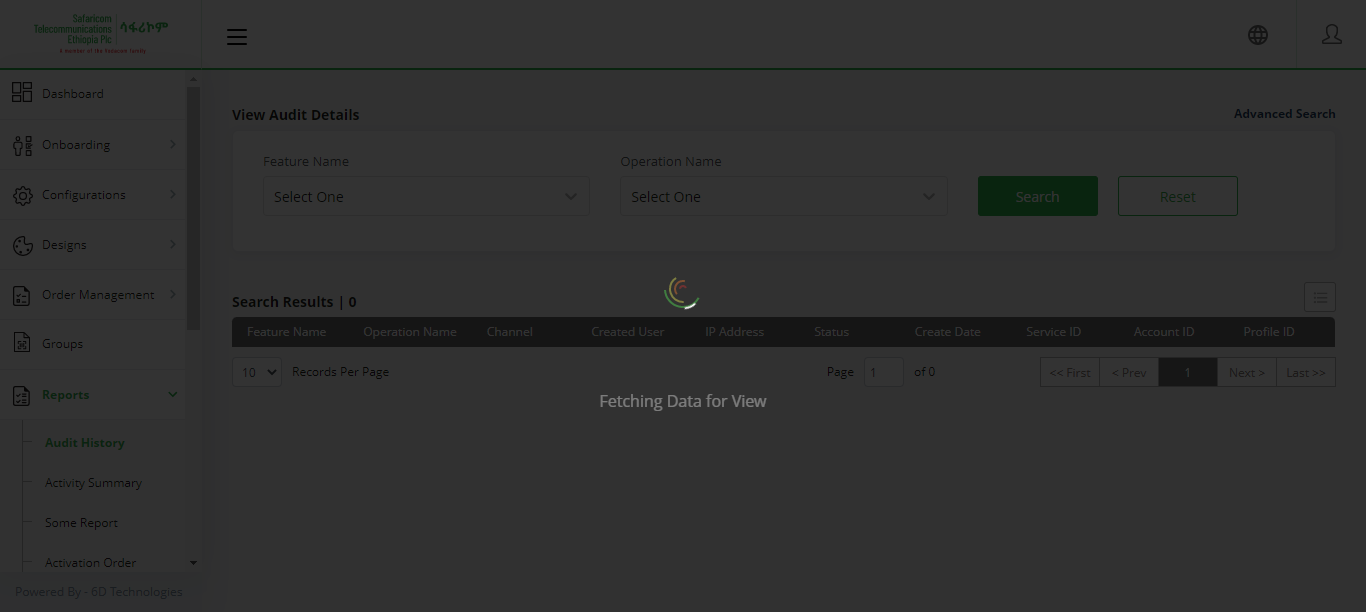 Safaricom
Telecommunications
Ethiopia Plc
ሳፋሪኮም
A member of the Vodacom family
Dashboard
Onboarding
Configurations
Designs
Order Management
Groups
Reports
Audit History
Activity Summary
Some Report
Activation Order
Powered By - 6D Technologies
View Audit Details
Advanced Search
Feature Name
Operation Name
Select One
Select One
Search
Reset
Search Results | 0
Feature Name Operation Name Channel Created User IP Address Status Create Date Service ID Account ID Profile ID
10 Records Per Page Page 1 of 0 << First < Prev 1 Next > Last >>
Fetching Data for View